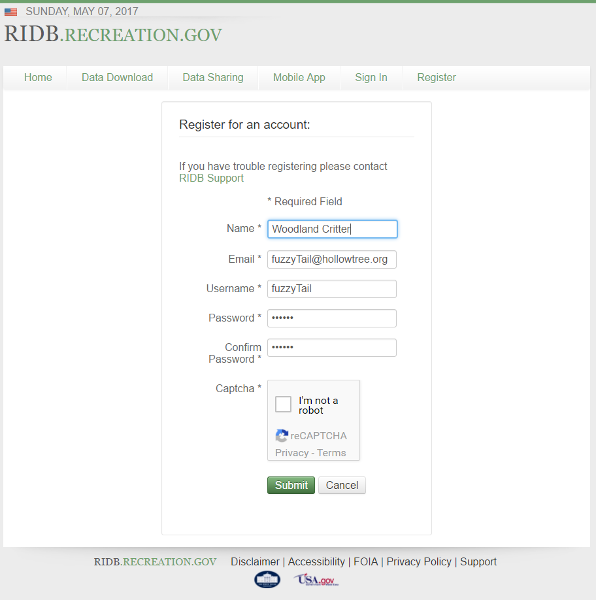 SUNDAY, MAY 07, 2017
RIDB.RECREATION.GOV
Home Data Download Data Sharing Mobile App Sign In Register
Register for an account:
If you have trouble registering please contact
RIDB Support
* Required Field
Name * Woodland Critter
Email * fuzzyTail@hollowtree.org
Username * fuzzyTail
Password * ••••••
Confirm
Password * ••••••
Captcha *
I'm not a
robot
reCAPTCHA
Privacy - Terms
Submit Cancel
RIDB.RECREATION.GOV Disclaimer | Accessibility | FOIA | Privacy Policy | Support
USA.gov